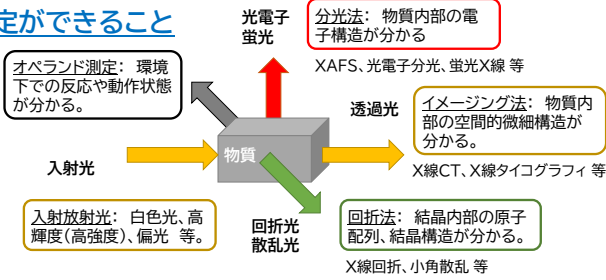 定ができること
光電子
蛍光
分光法： 物質内部の電
子構造が分かる
XAFS、光電子分光、蛍光X線 等
オペランド測定： 環境
下での反応や動作状態
が分かる。
透過光
イメージング法： 物質内
部の空間的微細構造が
分かる。
X線CT、X線タイコグラフィ 等
物質
入射光
入射放射光： 白色光、高
輝度(高強度)、偏光 等。
回折光
散乱光
回折法： 結晶内部の原子
配列、結晶構造が分かる。
X線回折、小角散乱 等